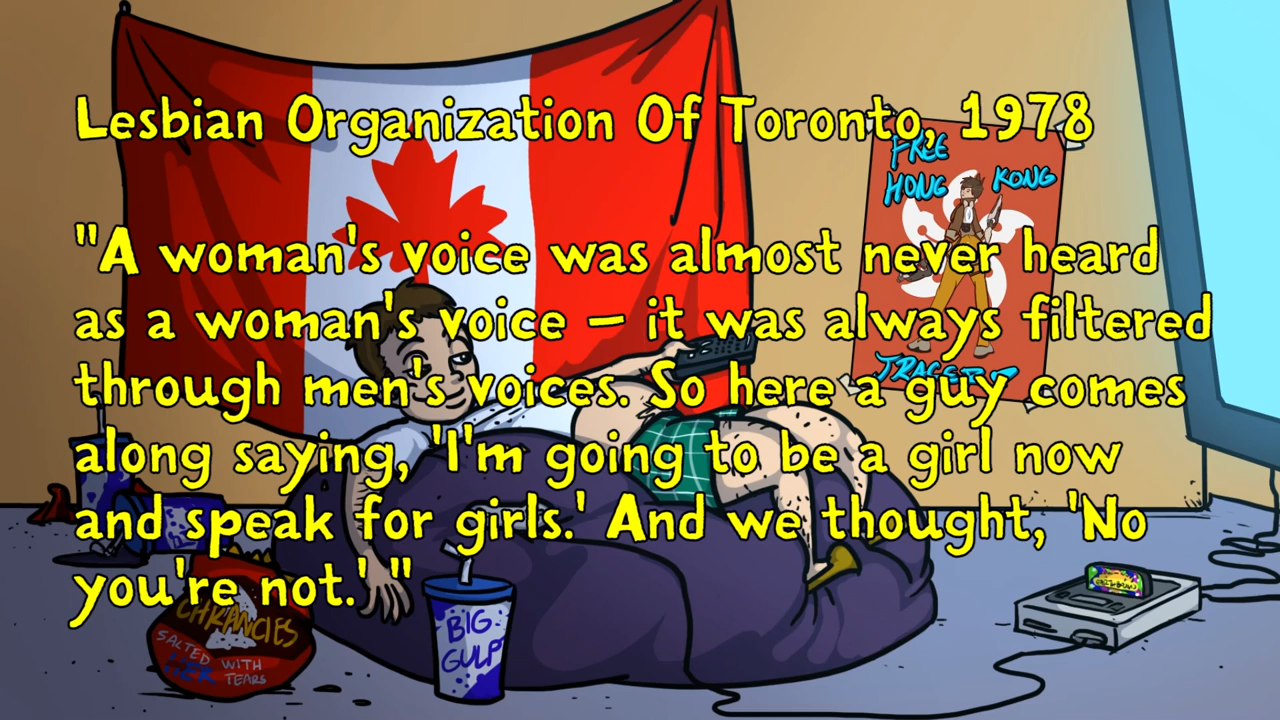 Lesbian Organization Of Toronto, 1978
"A woman's voice was almost never heard
as a woman's voice – it was always filtered
through men's voices. So here a guy comes
along saying, 'I'm going to be a girl now
and speak for girls.' And we thought, 'No
you're not.' "
FREE
HONG KONG
BIG
GULP
SALTED WITH
TEARS